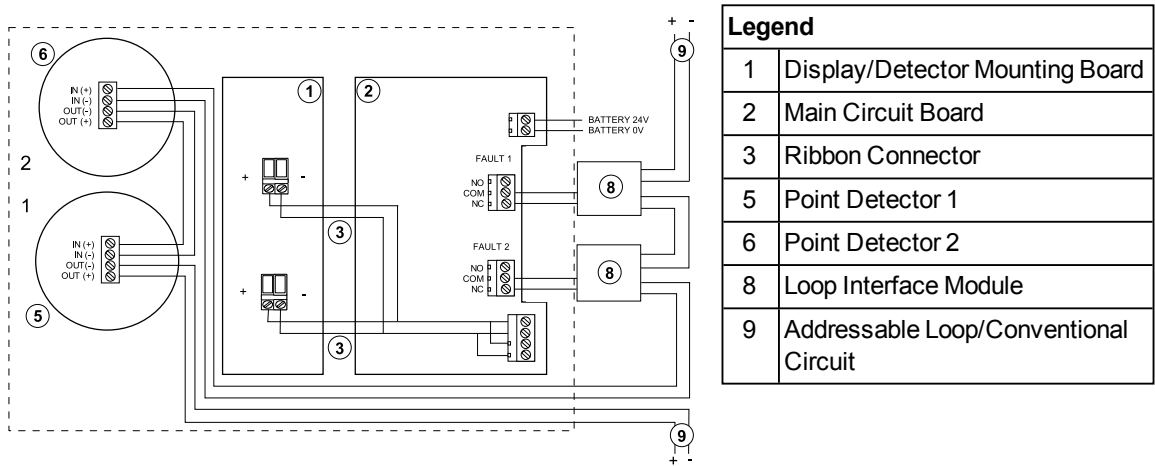 + -
9
6
IN (+)
IN (-)
OUT(-)
OUT (+)
2
1
IN (+)
IN (-)
OUT(-)
OUT (+)
5
1
+ -
3
+ -
3
2
BATTERY 24V
BATTERY 0V
FAULT 1
NO
COM
NC
8
FAULT 2
NO
COM
NC
8
9
+ -
Legend
1 Display/Detector Mounting Board
2 Main Circuit Board
3 Ribbon Connector
5 Point Detector 1
6 Point Detector 2
8 Loop Interface Module
9 Addressable Loop/Conventional
Circuit